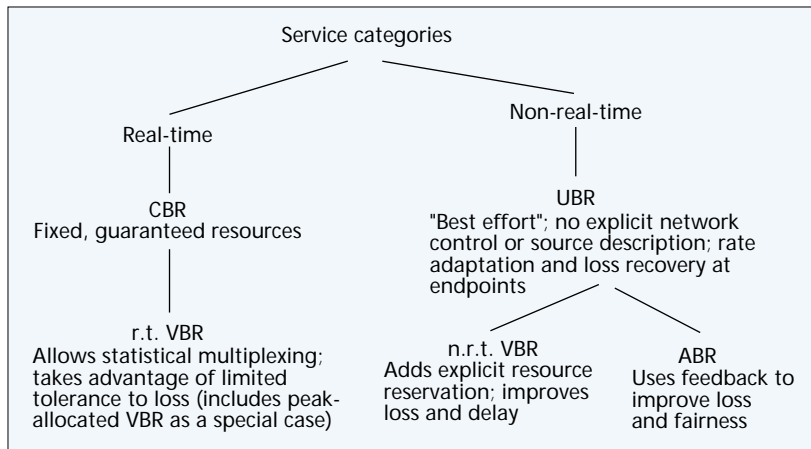 Service categories
Real-time
Non-real-time
CBR
Fixed, guaranteed resources
UBR
"Best effort"; no explicit network
control or source description; rate
adaptation and loss recovery at
endpoints
r.t. VBR
Allows statistical multiplexing;
takes advantage of limited
tolerance to loss (includes peak-
allocated VBR as a special case)
n.r.t. VBR
Adds explicit resource
reservation; improves
loss and delay
ABR
Uses feedback to
improve loss
and fairness